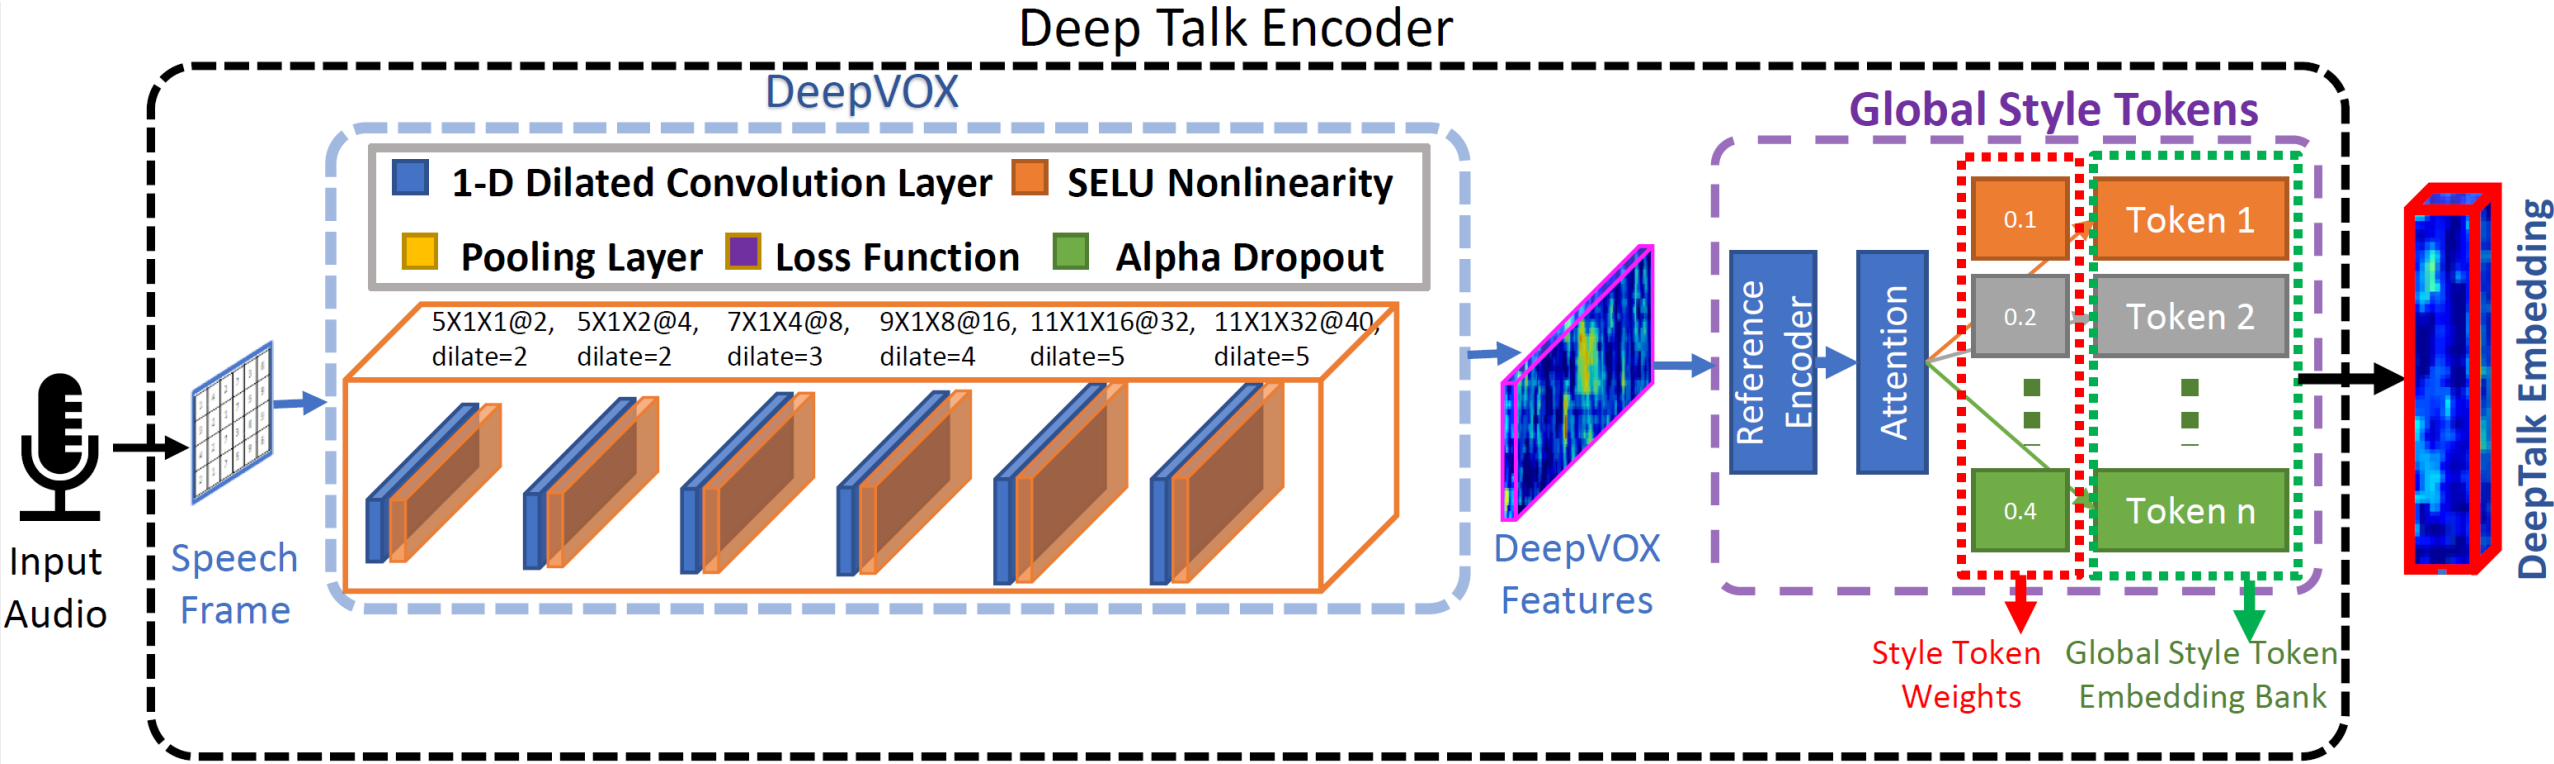 Deep Talk Encoder
DeepVOX
Global Style Tokens
1-D Dilated Convolution Layer
SELU Nonlinearity
Pooling Layer
Loss Function
Alpha Dropout
5X1X1@2,
dilate=2
5X1X2@4,
dilate=2
7X1X4@8,
dilate=3
9X1X8@16,
dilate=4
11X1X16@32,
dilate=5
11X1X32@40,
dilate=5
Input
Audio
Speech
Frame
DeepVOX
Features
Reference
Encoder
Attention
0.1
Token 1
0.2
Token 2
0.4
Token n
Style Token
Weights
Global Style Token
Embedding Bank
DeepTalk Embedding